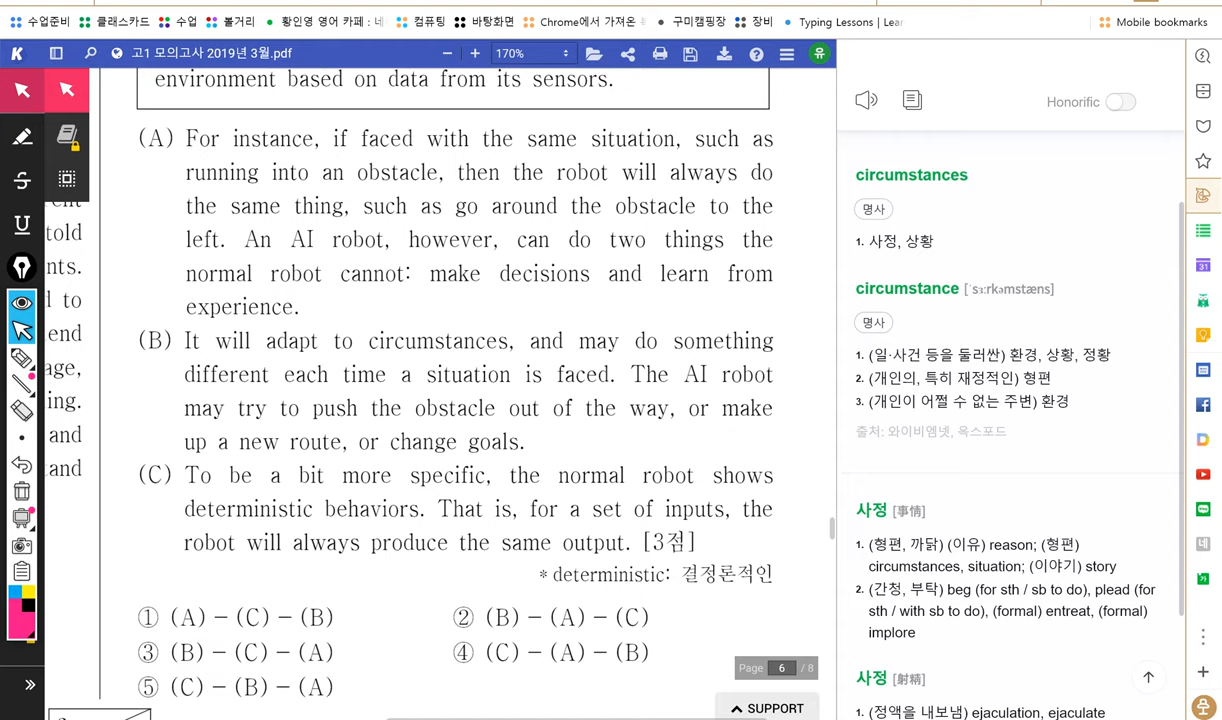 수업준비 클래스카드 수업 볼거리 황인영 영어 카페 : 네 컴퓨팅 바탕화면 Chrome에서 가져온 구미캠핑장 장비 Typing Lessons | Lear Mobile bookmarks
K 고1 모의고사 2019년 3월.pdf − + 170% 유
environment based on data from its sensors.
(A) For instance, if faced with the same situation, such as
running into an obstacle, then the robot will always do
the same thing, such as go around the obstacle to the
left. An AI robot, however, can do two things the
normal robot cannot: make decisions and learn from
experience.
(B) It will adapt to circumstances, and may do something
different each time a situation is faced. The AI robot
may try to push the obstacle out of the way, or make
up a new route, or change goals.
(C) To be a bit more specific, the normal robot shows
deterministic behaviors. That is, for a set of inputs, the
robot will always produce the same output. [3점]
* deterministic: 결정론적인
① (A) − (C) − (B) ② (B) − (A) − (C)
③ (B) − (C) − (A) ④ (C) − (A) − (B)
⑤ (C) − (B) − (A)
told
nts.
to
end
age,
ing.
and
and
Page 6 / 8
SUPPORT
Honorific
circumstances
명사
1. 사정, 상황
circumstance [ˈsɜːrkəmstæns]
명사
1. (일·사건 등을 둘러싼) 환경, 상황, 정황
2. (개인의, 특히 재정적인) 형편
3. (개인이 어쩔 수 없는 주변) 환경
출처: 와이비엠넷, 옥스포드
사정 [事情]
1. (형편, 까닭) (이유) reason; (형편)
circumstances, situation; (이야기) story
2. (간청, 부탁) beg (for sth / sb to do), plead (for
sth / with sb to do), (formal) entreat, (formal)
implore
사정 [射精]
1. (정액을 내보냄) ejaculation, ejaculate
31